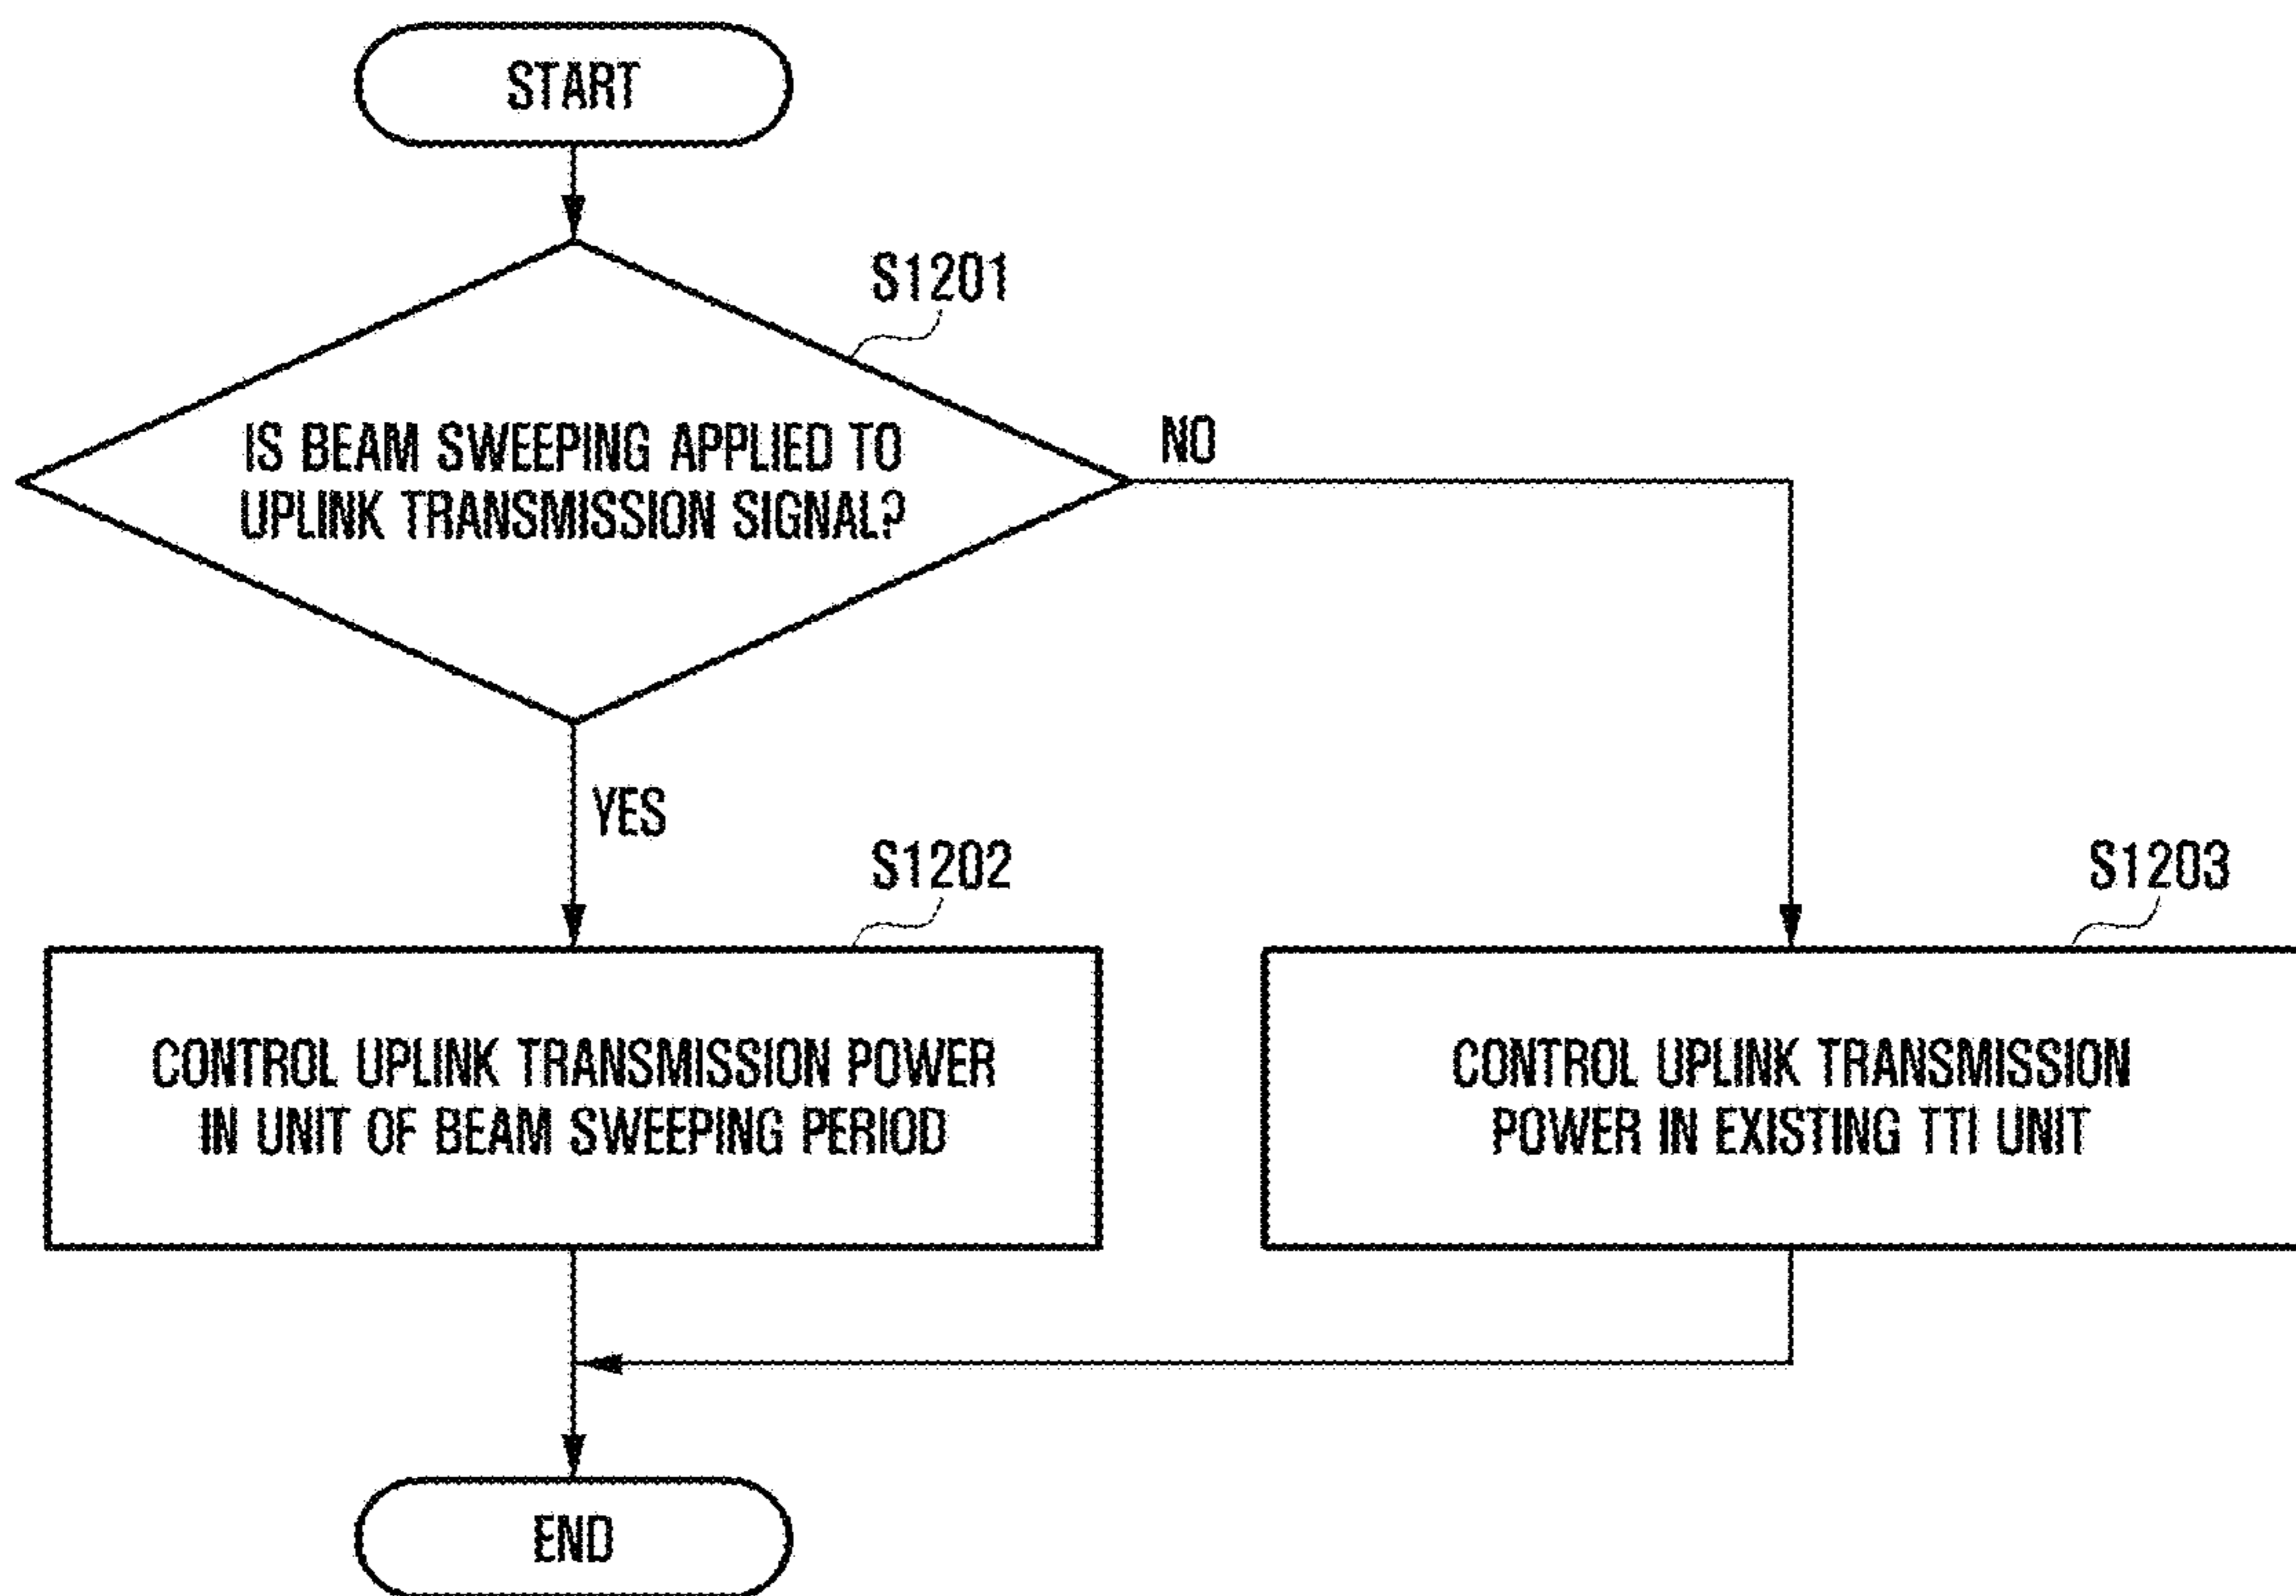 START
S1201
IS BEAM SWEEPING APPLIED TO
UPLINK TRANSMISSION SIGNAL?
NO
YES
S1202
CONTROL UPLINK TRANSMISSION POWER
IN UNIT OF BEAM SWEEPING PERIOD
S1203
CONTROL UPLINK TRANSMISSION
POWER IN EXISTING TTI UNIT
END